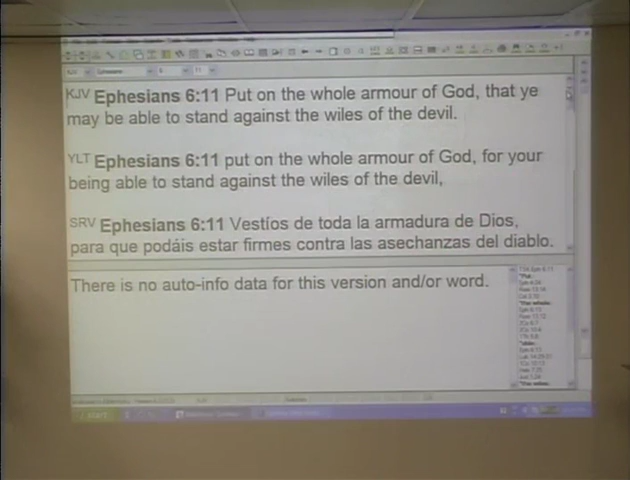 KJV Ephesians 6:11 Put on the whole armour of God, that ye
may be able to stand against the wiles of the devil.
YLT Ephesians 6:11 put on the whole armour of God, for your
being able to stand against the wiles of the devil,
SRV Ephesians 6:11 Vestíos de toda la armadura de Dios,
para que podáis estar firmes contra las asechanzas del diablo.
There is no auto-info data for this version and/or word.